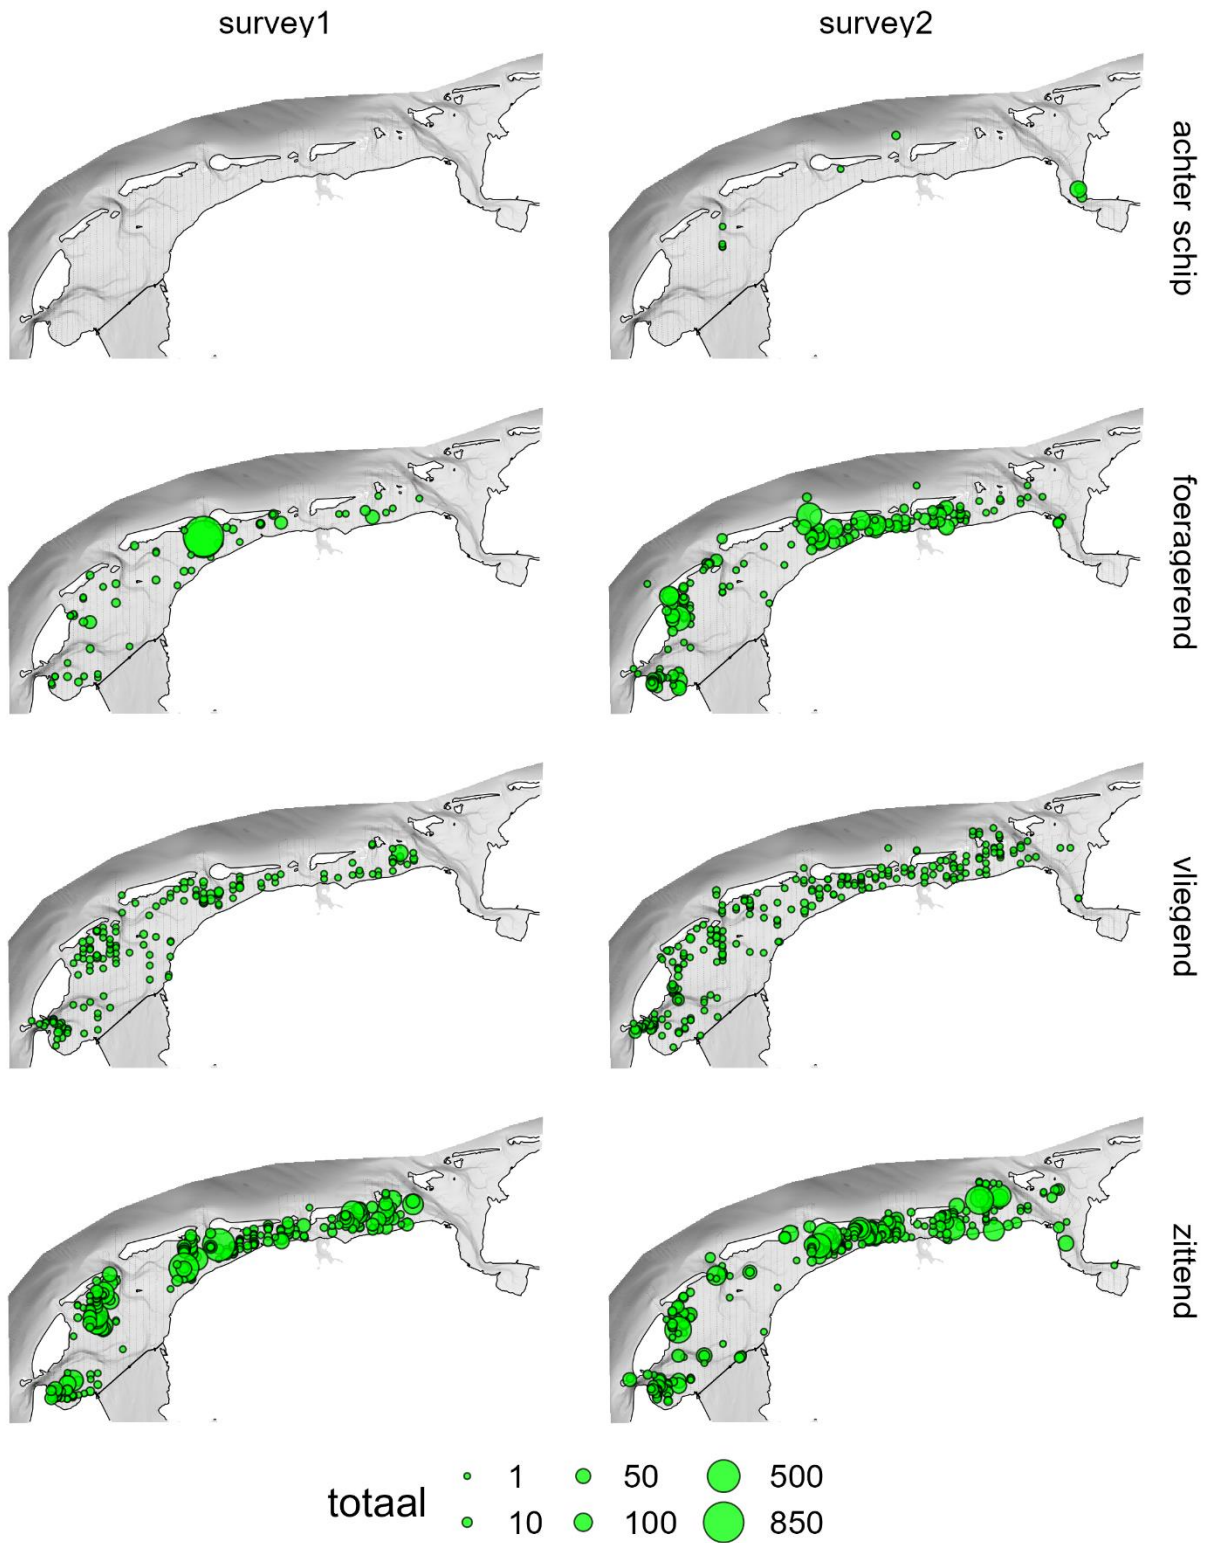 survey1
survey2
achter schip
foeragerend
vliegend
zittend
totaal
1
50
500
10
100
850